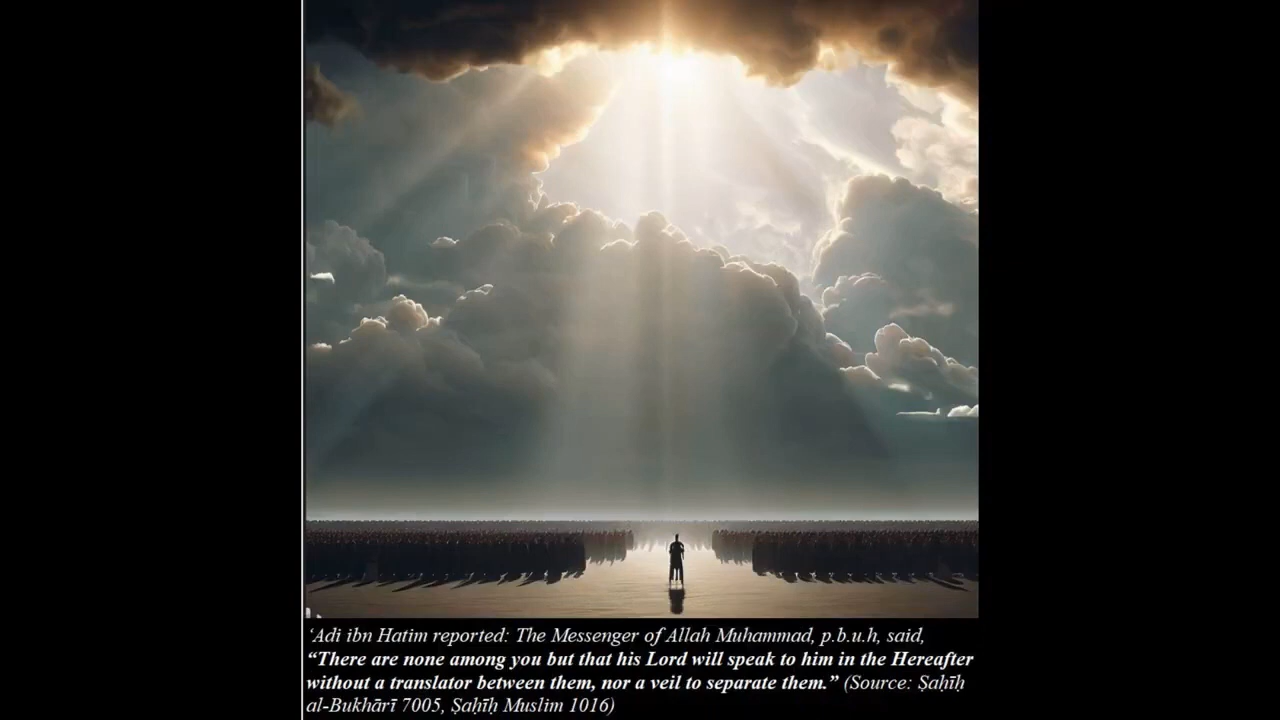 ‘Adi ibn Hatim reported: The Messenger of Allah Muhammad, p.b.u.h, said,
“There are none among you but that his Lord will speak to him in the Hereafter
without a translator between them, nor a veil to separate them.” (Source: Ṣaḥīḥ
al-Bukhārī 7005, Ṣaḥīḥ Muslim 1016)